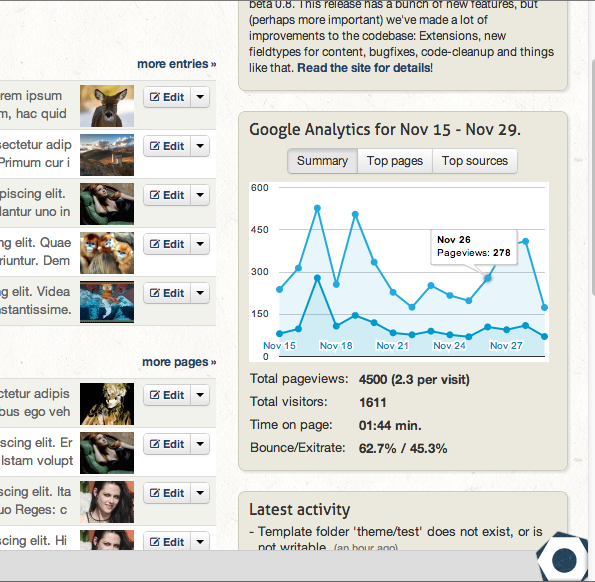 beta 0.8. This release has a bunch of new features, but
(perhaps more important) we've made a lot of
improvements to the codebase: Extensions, new
fieldtypes for content, bugfixes, code-cleanup and things
like that. Read the site for details!
more entries »
rem ipsum
m, hac quid
Edit
sectetur adip
Primum cur i
Edit
piscing elit.
lantur uno in
Edit
ng elit. Quae
riuntur. Dem
Edit
g elit. Videa
nstantissime.
Edit
more pages »
ctetur adipis
bus ego veh
Edit
scing elit. Er
Istam volupt
Edit
scing elit. Ita
uo Reges: c
Edit
cing elit. Hi
Edit
Google Analytics for Nov 15 - Nov 29.
Summary Top pages Top sources
600
450
300
150
0
Nov 26
Pageviews: 278
Nov 15 Nov 18 Nov 21 Nov 24 Nov 27
Total pageviews: 4500 (2.3 per visit)
Total visitors: 1611
Time on page: 01:44 min.
Bounce/Exitrate: 62.7% / 45.3%
Latest activity
- Template folder 'theme/test' does not exist, or is
not writable. (an hour ago)